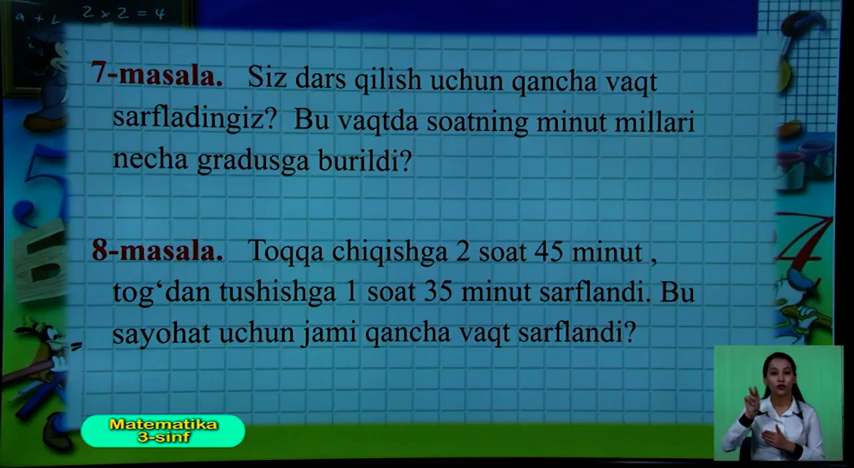 a + b 2 × 2 = 4
7-masala. Siz dars qilish uchun qancha vaqt
sarfladingiz? Bu vaqtda soatning minut millari
necha gradusga burildi?
8-masala. Toqqa chiqishga 2 soat 45 minut ,
tog‘dan tushishga 1 soat 35 minut sarflandi. Bu
sayohat uchun jami qancha vaqt sarflandi?
Matematika
3-sinf